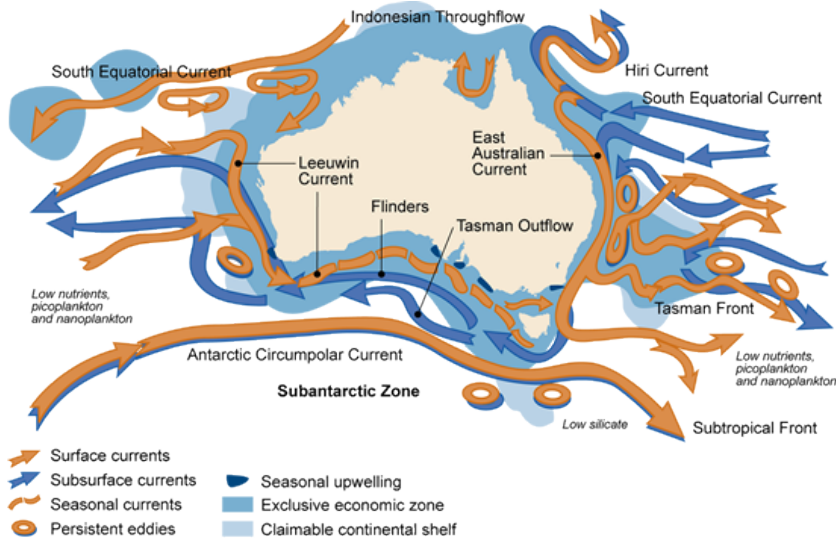 Indonesian Throughflow
South Equatorial Current
Hiri Current
South Equatorial Current
East
Australian
Current
Leeuwin
Current
Flinders
Tasman Outflow
Low nutrients,
picoplankton
and nanoplankton
Tasman Front
Antarctic Circumpolar Current
Low nutrients,
picoplankton
and nanoplankton
Subantarctic Zone
Low silicate
Subtropical Front
Surface currents
Subsurface currents
Seasonal currents
Persistent eddies
Seasonal upwelling
Exclusive economic zone
Claimable continental shelf